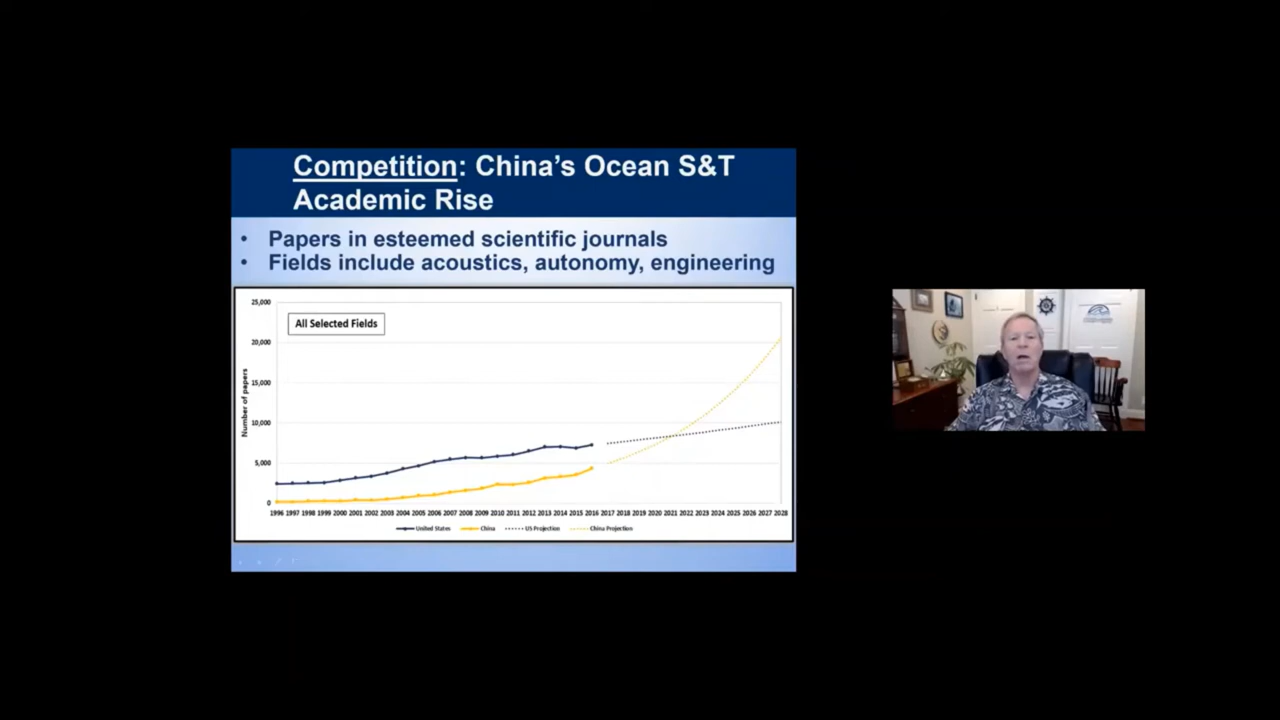 Competition: China's Ocean S&T
Academic Rise
• Papers in esteemed scientific journals
• Fields include acoustics, autonomy, engineering
All Selected Fields
Number of papers
25,000
20,000
15,000
10,000
5,000
0
1996 1997 1998 1999 2000 2001 2002 2003 2004 2005 2006 2007 2008 2009 2010 2011 2012 2013 2014 2015 2016 2017 2018 2019 2020 2021 2022 2023 2024 2025 2026 2027 2028
United States China US Projection China Projection